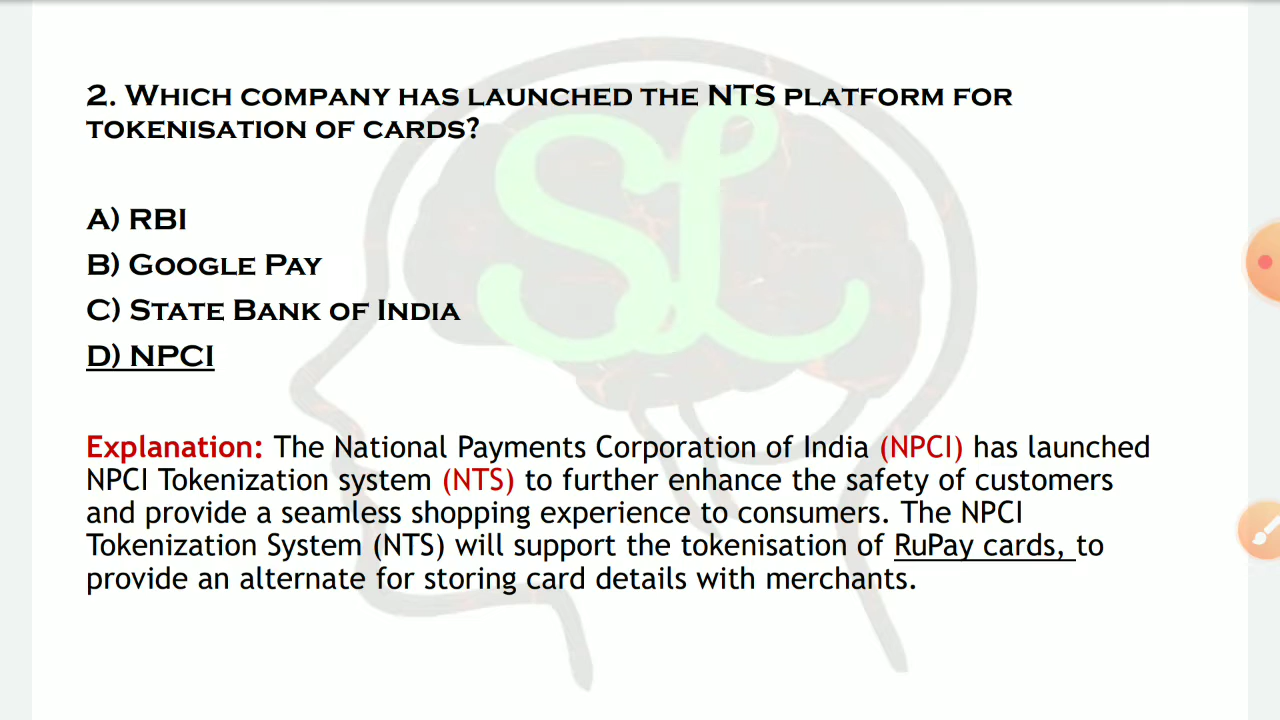 2. WHICH COMPANY HAS LAUNCHED THE NTS PLATFORM FOR
TOKENISATION OF CARDS?
A) RBI
B) GOOGLE PAY
C) STATE BANK OF INDIA
D) NPCI
SL
Explanation: The National Payments Corporation of India (NPCI) has launched
NPCI Tokenization system (NTS) to further enhance the safety of customers
and provide a seamless shopping experience to consumers. The NPCI
Tokenization System (NTS) will support the tokenisation of RuPay cards, to
provide an alternate for storing card details with merchants.